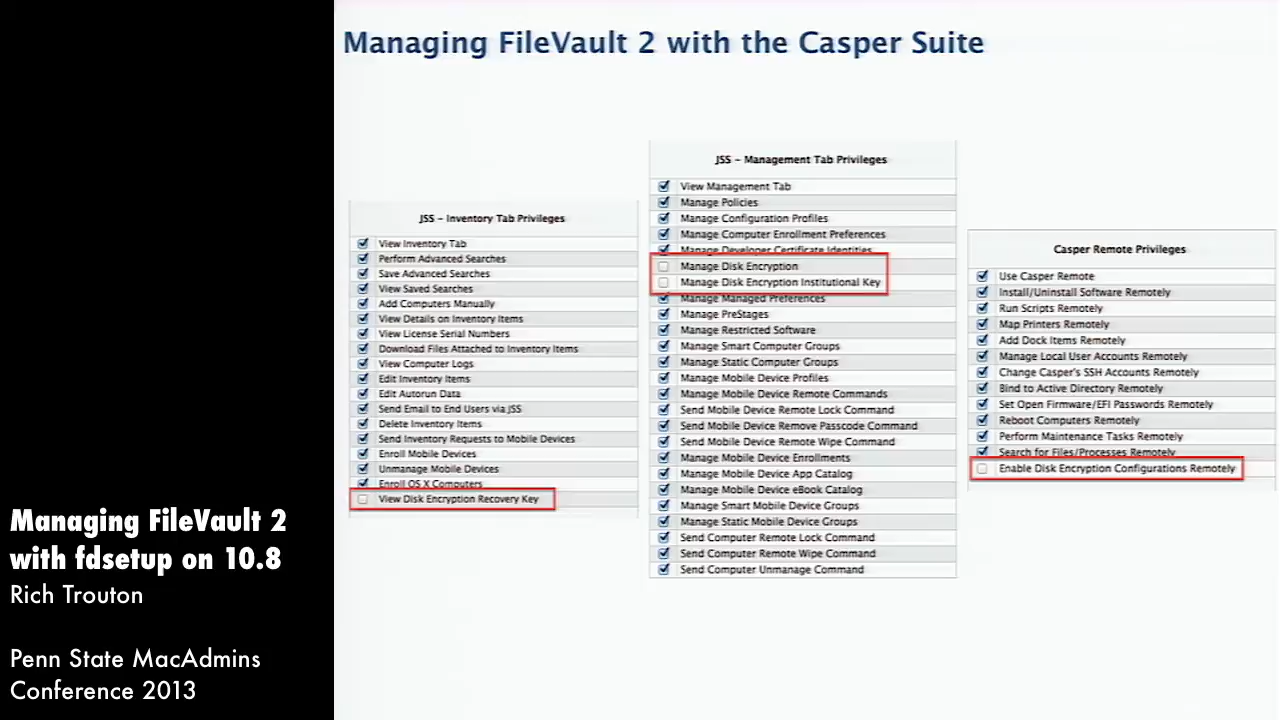 Managing FileVault 2 with the Casper Suite
JSS - Inventory Tab Privileges
View Inventory Tab
Perform Advanced Searches
Save Advanced Searches
View Saved Searches
Add Computers Manually
View Details on Inventory Items
View License Serial Numbers
Download Files Attached to Inventory Items
View Computer Logs
Edit Inventory Items
Edit Autorun Data
Send Email to End Users via JSS
Delete Inventory Items
Send Inventory Requests to Mobile Devices
Enroll Mobile Devices
Unmanage Mobile Devices
Enroll OS X Computers
View Disk Encryption Recovery Key
JSS - Management Tab Privileges
View Management Tab
Manage Policies
Manage Configuration Profiles
Manage Computer Enrollment Preferences
Manage Developer Certificate Identities
Manage Disk Encryption
Manage Disk Encryption Institutional Key
Manage Managed Preferences
Manage PreStages
Manage Restricted Software
Manage Smart Computer Groups
Manage Static Computer Groups
Manage Mobile Device Profiles
Manage Mobile Device Remote Commands
Send Mobile Device Remote Lock Command
Send Mobile Device Remove Passcode Command
Send Mobile Device Remote Wipe Command
Manage Mobile Device Enrollments
Manage Mobile Device App Catalog
Manage Mobile Device eBook Catalog
Manage Smart Mobile Device Groups
Manage Static Mobile Device Groups
Send Computer Remote Lock Command
Send Computer Remote Wipe Command
Send Computer Unmanage Command
Casper Remote Privileges
Use Casper Remote
Install/Uninstall Software Remotely
Run Scripts Remotely
Map Printers Remotely
Add Dock Items Remotely
Manage Local User Accounts Remotely
Change Casper's SSH Accounts Remotely
Bind to Active Directory Remotely
Set Open Firmware/EFI Passwords Remotely
Reboot Computers Remotely
Perform Maintenance Tasks Remotely
Search for Files/Processes Remotely
Enable Disk Encryption Configurations Remotely
Managing FileVault 2
with fdsetup on 10.8
Rich Trouton
Penn State MacAdmins
Conference 2013